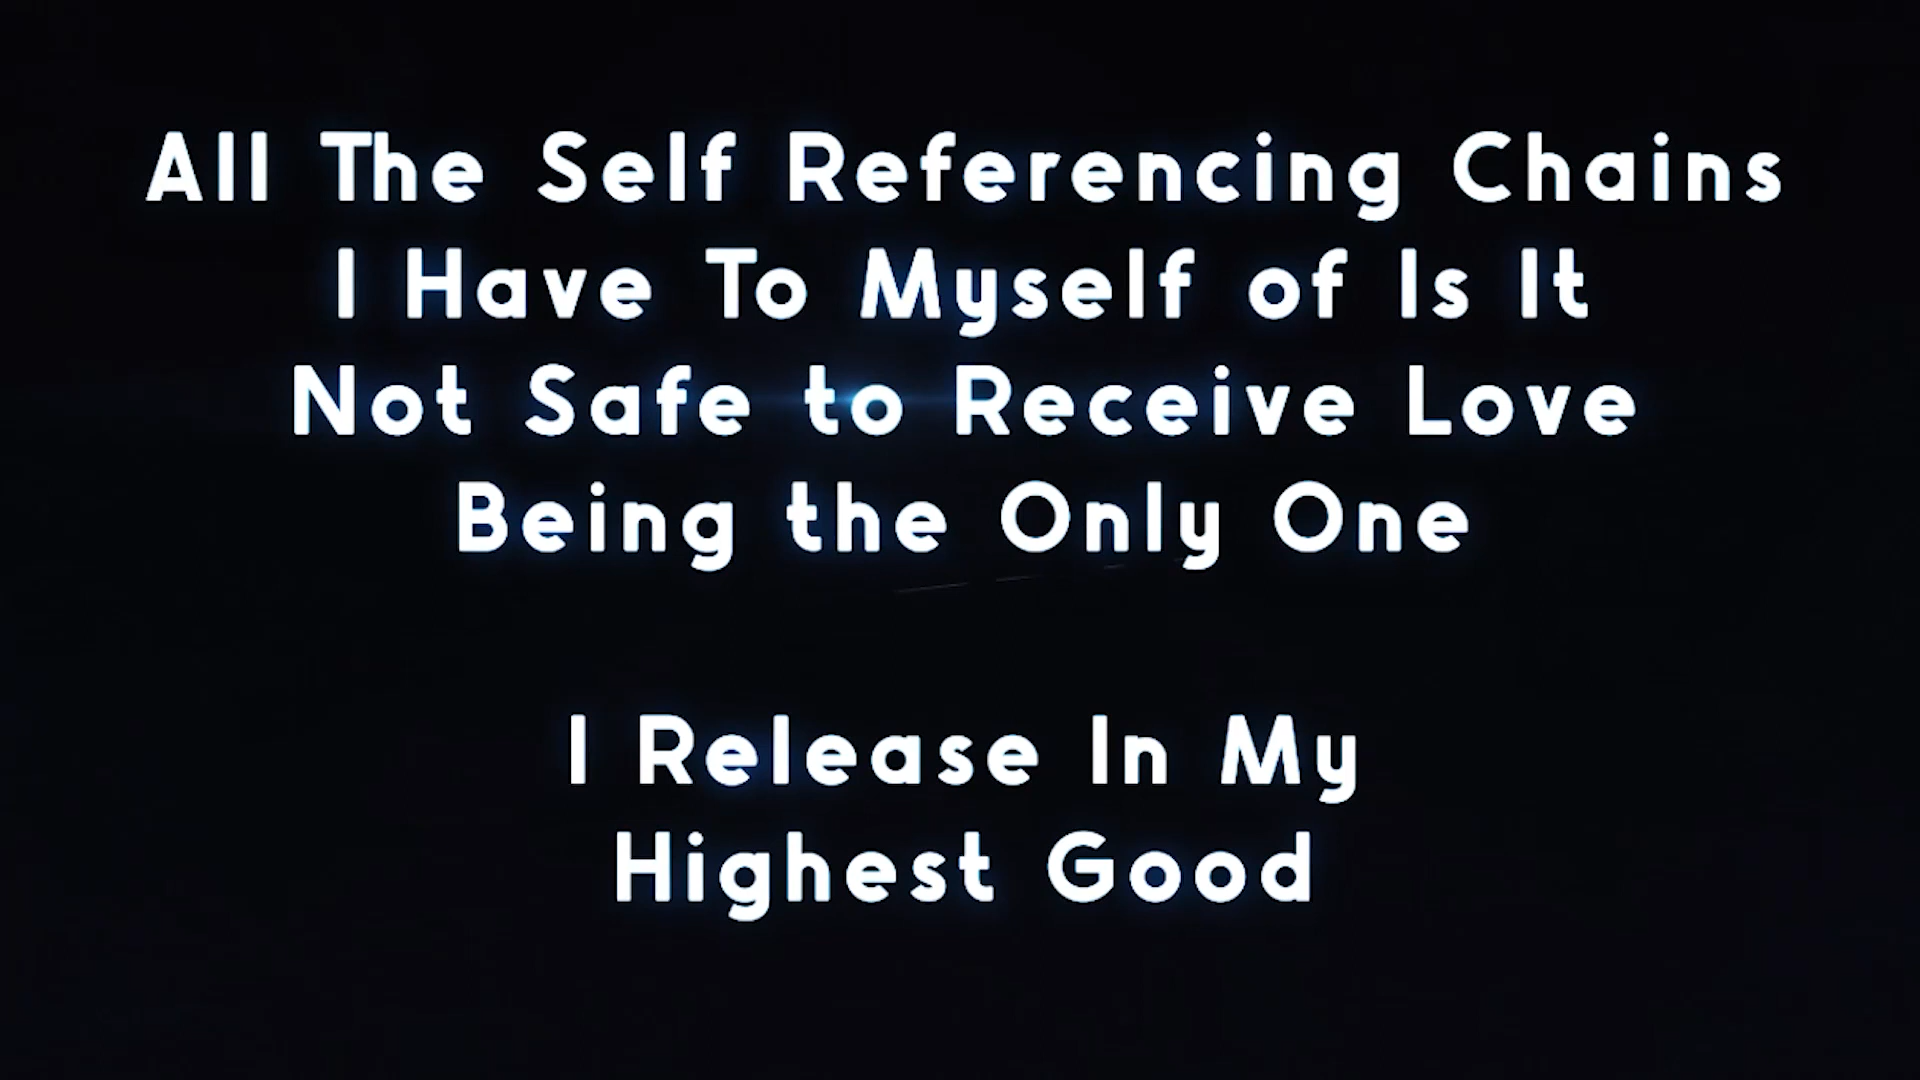 All The Self Referencing Chains
I Have To Myself of Is It
Not Safe to Receive Love
Being the Only One
I Release In My
Highest Good